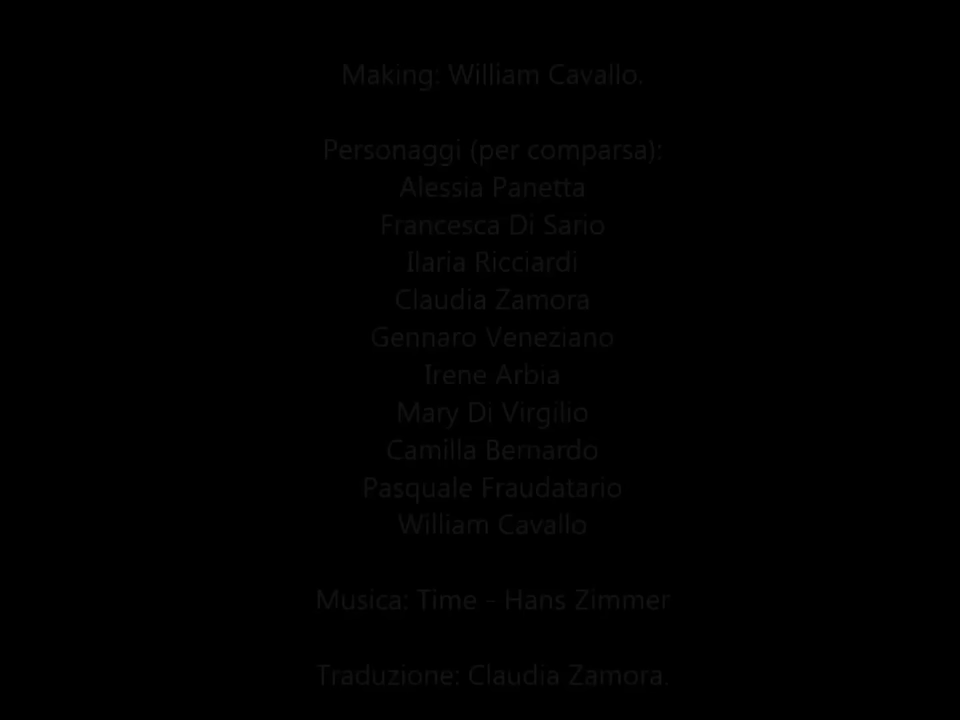 Making: William Cavallo.
Personaggi (per comparsa):
Alessia Panetta
Francesca Di Sario
Ilaria Ricciardi
Claudia Zamora
Gennaro Veneziano
Irene Arbia
Mary Di Virgilio
Camilla Bernardo
Pasquale Fraudatario
William Cavallo
Musica: Time - Hans Zimmer
Traduzione: Claudia Zamora.